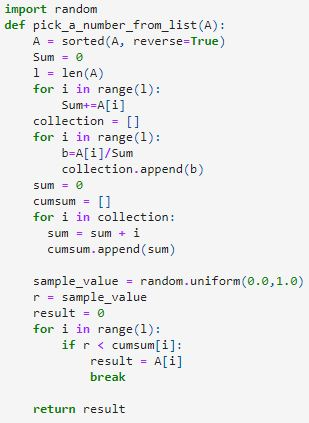 import random
def pick_a_number_from_list(A):
    A = sorted(A, reverse=True)
    Sum = 0
    l = len(A)
    for i in range(l):
        Sum+=A[i]
    collection = []
    for i in range(l):
        b=A[i]/Sum
        collection.append(b)
    sum = 0
    cumsum = []
    for i in collection:
      sum = sum + i
      cumsum.append(sum)

    sample_value = random.uniform(0.0,1.0)
    r = sample_value
    result = 0
    for i in range(l):
        if r < cumsum[i]:
            result = A[i]
            break

    return result